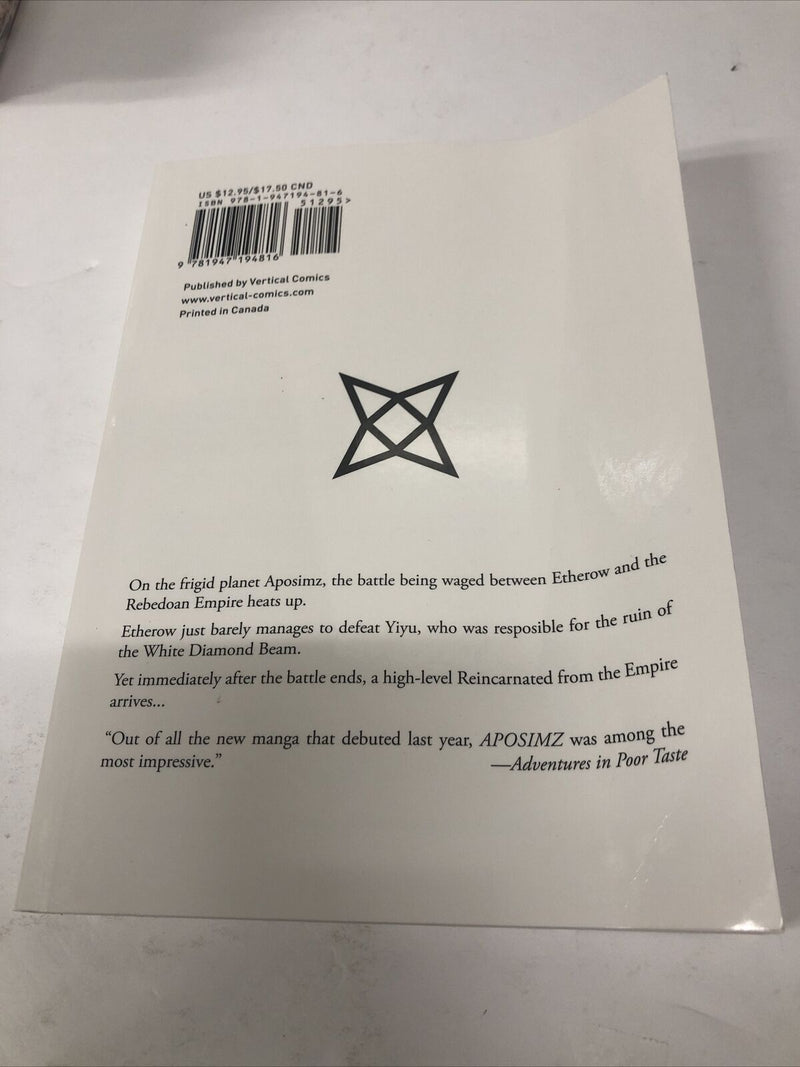 US $12.95/$17.50 CND
ISBN 978-1-947194-81-6
51295>
9 781947 194816
Published by Vertical Comics
www.vertical-comics.com
Printed in Canada
On the frigid planet Aposimz, the battle being waged between Etherow and the
Rebedoan Empire heats up.
Etherow just barely manages to defeat Yiyu, who was resposible for the ruin of
the White Diamond Beam.
Yet immediately after the battle ends, a high-level Reincarnated from the Empire
arrives...
“Out of all the new manga that debuted last year, APOSIMZ was among the
most impressive.” —Adventures in Poor Taste